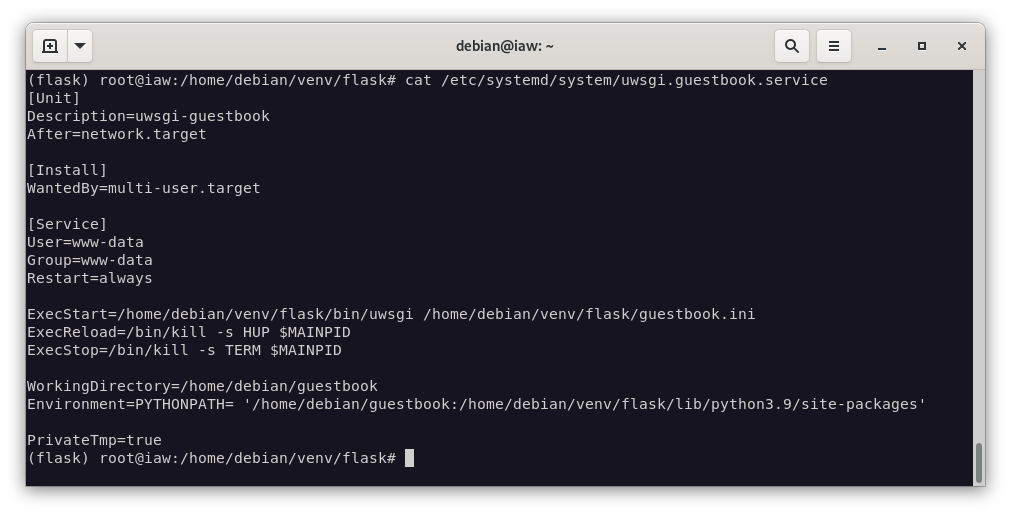 debian@iaw: ~
(flask) root@iaw:/home/debian/venv/flask# cat /etc/systemd/system/uwsgi.guestbook.service
[Unit]
Description=uwsgi-guestbook
After=network.target
[Install]
WantedBy=multi-user.target
[Service]
User=www-data
Group=www-data
Restart=always
ExecStart=/home/debian/venv/flask/bin/uwsgi /home/debian/venv/flask/guestbook.ini
ExecReload=/bin/kill -s HUP $MAINPID
ExecStop=/bin/kill -s TERM $MAINPID
WorkingDirectory=/home/debian/guestbook
Environment=PYTHONPATH= '/home/debian/guestbook:/home/debian/venv/flask/lib/python3.9/site-packages'
PrivateTmp=true
(flask) root@iaw:/home/debian/venv/flask#